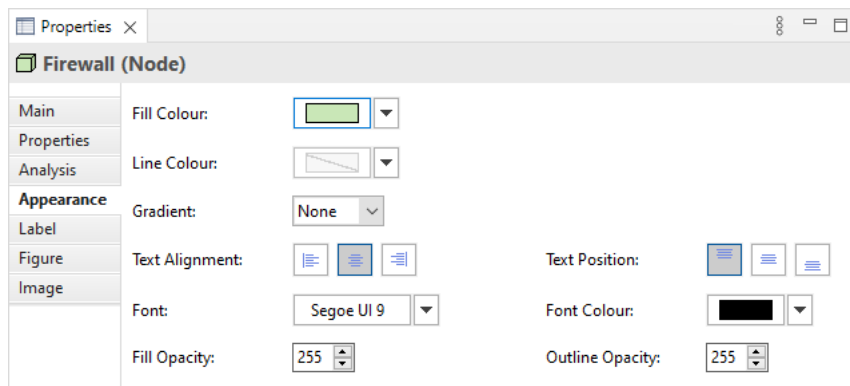 Properties
Firewall (Node)
Main
Properties
Analysis
Appearance
Label
Figure
Image
Fill Colour:
Line Colour:
Gradient: None
Text Alignment: Text Position:
Font: Segoe UI 9 Font Colour:
Fill Opacity: 255 Outline Opacity: 255